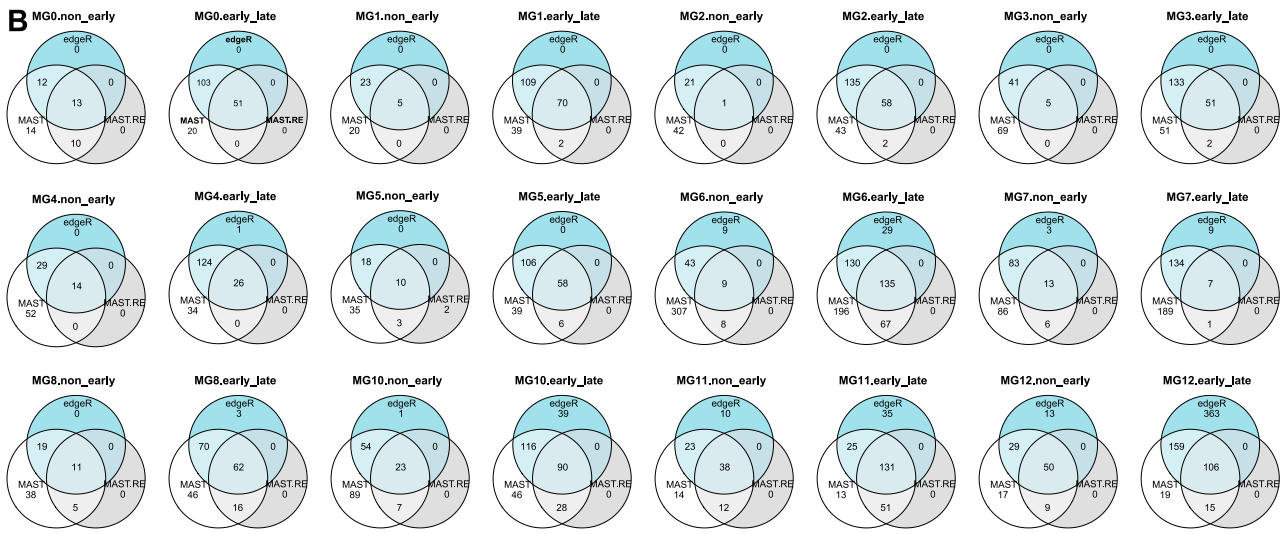 B
MG0.non_early MG0.early_late MG1.non_early MG1.early_late MG2.non_early MG2.early_late MG3.non_early MG3.early_late
edgeR edgeR edgeR edgeR edgeR edgeR edgeR edgeR
0 0 0 0 0 0 0 0
12 0 103 0 23 0 109 0 21 0 135 0 41 0 133 0
13 51 5 70 1 58 5 51
MAST MAST.RE MAST MAST.RE MAST MAST.RE MAST MAST.RE MAST MAST.RE MAST MAST.RE MAST MAST.RE MAST MAST.RE
14 0 20 0 20 0 39 0 42 0 43 0 69 0 51 0
10 0 0 2 0 2 0 2
MG4.non_early MG4.early_late MG5.non_early MG5.early_late MG6.non_early MG6.early_late MG7.non_early MG7.early_late
edgeR edgeR edgeR edgeR edgeR edgeR edgeR edgeR
0 1 0 0 9 29 3 9
29 0 124 0 18 0 106 0 43 0 130 0 83 0 134 0
14 26 10 58 9 135 13 7
MAST MAST.RE MAST MAST.RE MAST MAST.RE MAST MAST.RE MAST MAST.RE MAST MAST.RE MAST MAST.RE MAST MAST.RE
52 0 34 0 35 2 39 0 307 0 196 0 86 0 189 0
0 0 3 6 8 67 6 1
MG8.non_early MG8.early_late MG10.non_early MG10.early_late MG11.non_early MG11.early_late MG12.non_early MG12.early_late
edgeR edgeR edgeR edgeR edgeR edgeR edgeR edgeR
0 3 1 39 10 35 13 363
19 0 70 0 54 0 116 0 23 0 25 0 29 0 159 0
11 62 23 90 38 131 50 106
MAST MAST.RE MAST MAST.RE MAST MAST.RE MAST MAST.RE MAST MAST.RE MAST MAST.RE MAST MAST.RE MAST MAST.RE
38 0 46 0 89 0 46 0 14 0 13 0 17 0 19 0
5 16 7 28 12 51 9 15